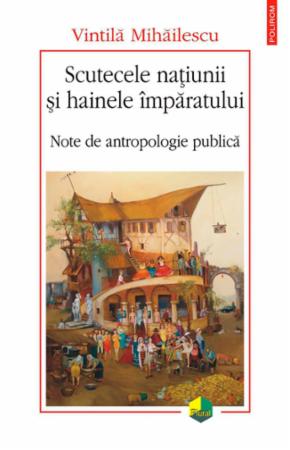 POLIROM
Vintilă Mihăilescu
Scutecele naţiunii
şi hainele împăratului
Note de antropologie publică
Plural